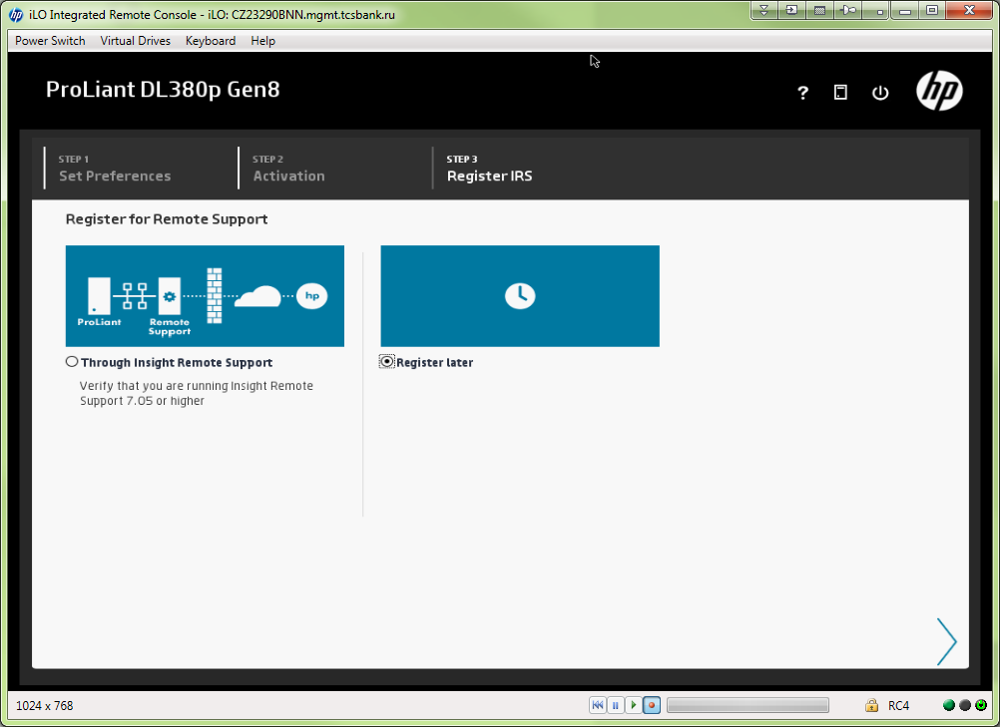 iLO Integrated Remote Console - iLO: CZ23290BNN.mgmt.tcsbank.ru
Power Switch Virtual Drives Keyboard Help
ProLiant DL380p Gen8
? hp
STEP 1
Set Preferences
STEP 2
Activation
STEP 3
Register IRS
Register for Remote Support
hp
ProLiant
Remote
Support
Through Insight Remote Support
Verify that you are running Insight Remote
Support 7.05 or higher
Register later
1024 x 768
RC4